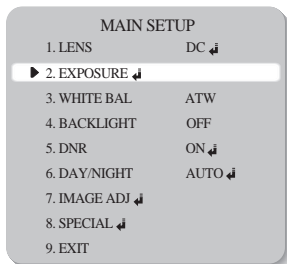 MAIN SETUP
1. LENS DC ↲
▶ 2. EXPOSURE ↲
3. WHITE BAL ATW
4. BACKLIGHT OFF
5. DNR ON ↲
6. DAY/NIGHT AUTO ↲
7. IMAGE ADJ ↲
8. SPECIAL ↲
9. EXIT